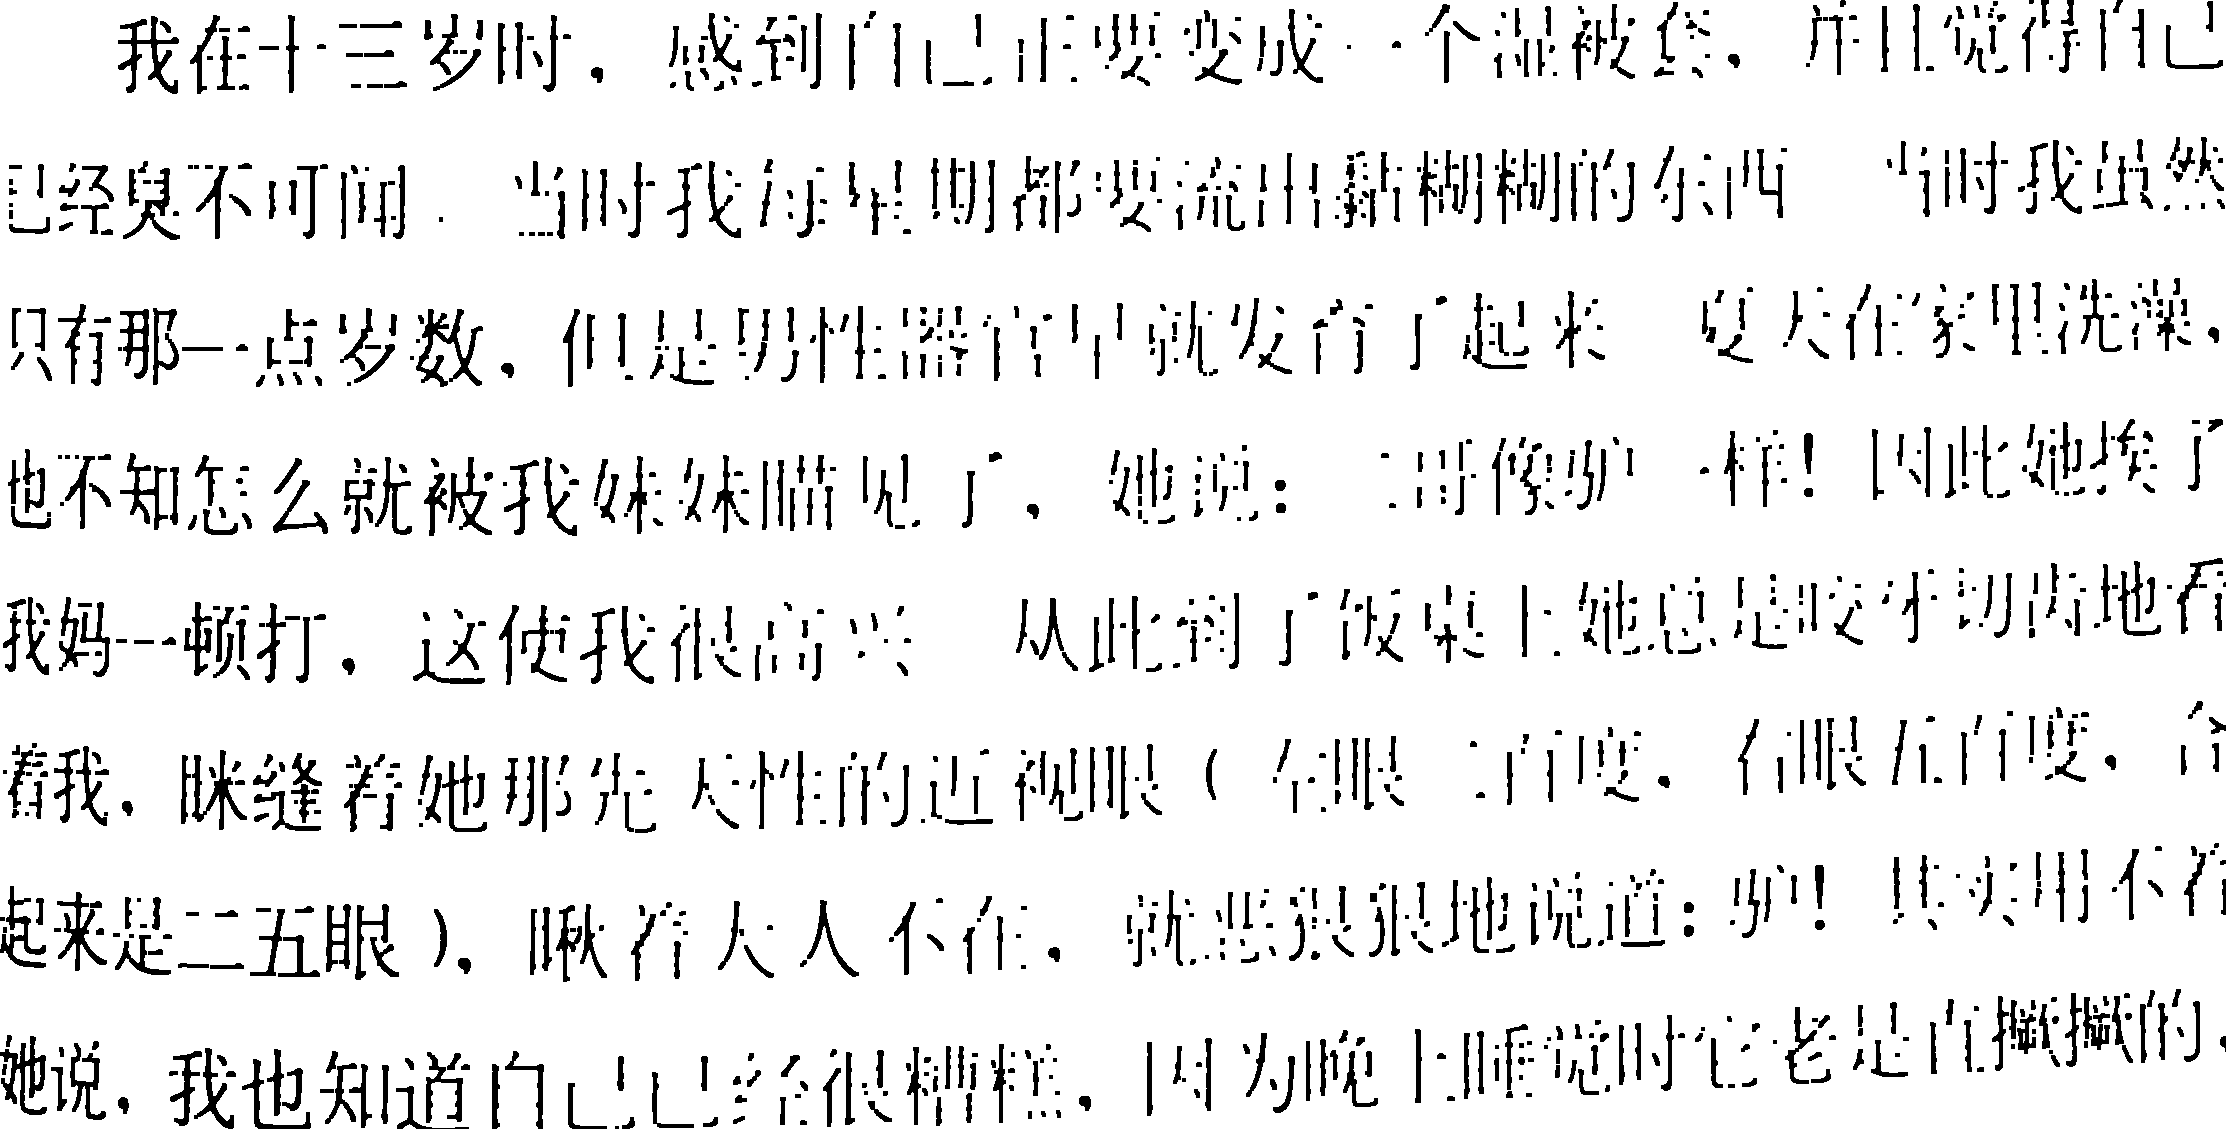 我在十三岁时，感到自己正要变成一个湿被套，并且觉得自己
已经臭不可闻．当时我每星期都要流出黏糊糊的东西　当时我虽然
只有那一点岁数，但是男性器官早就发育了起来　夏天在家里洗澡，
也不知怎么就被我妹妹瞄见了，她说：二哥像驴一样！因此她挨了
我妈一顿打，这使我很高兴　从此到了饭桌上她总是咬牙切齿地看
着我，眯缝着她那先天性的近视眼（左眼二百度，右眼五百度，合
起来是二五眼），瞅着大人不在，就恶狠狠地说道：驴！其实用不着
她说，我也知道自己已经很糟糕，因为晚上睡觉时它老是直撅撅的，